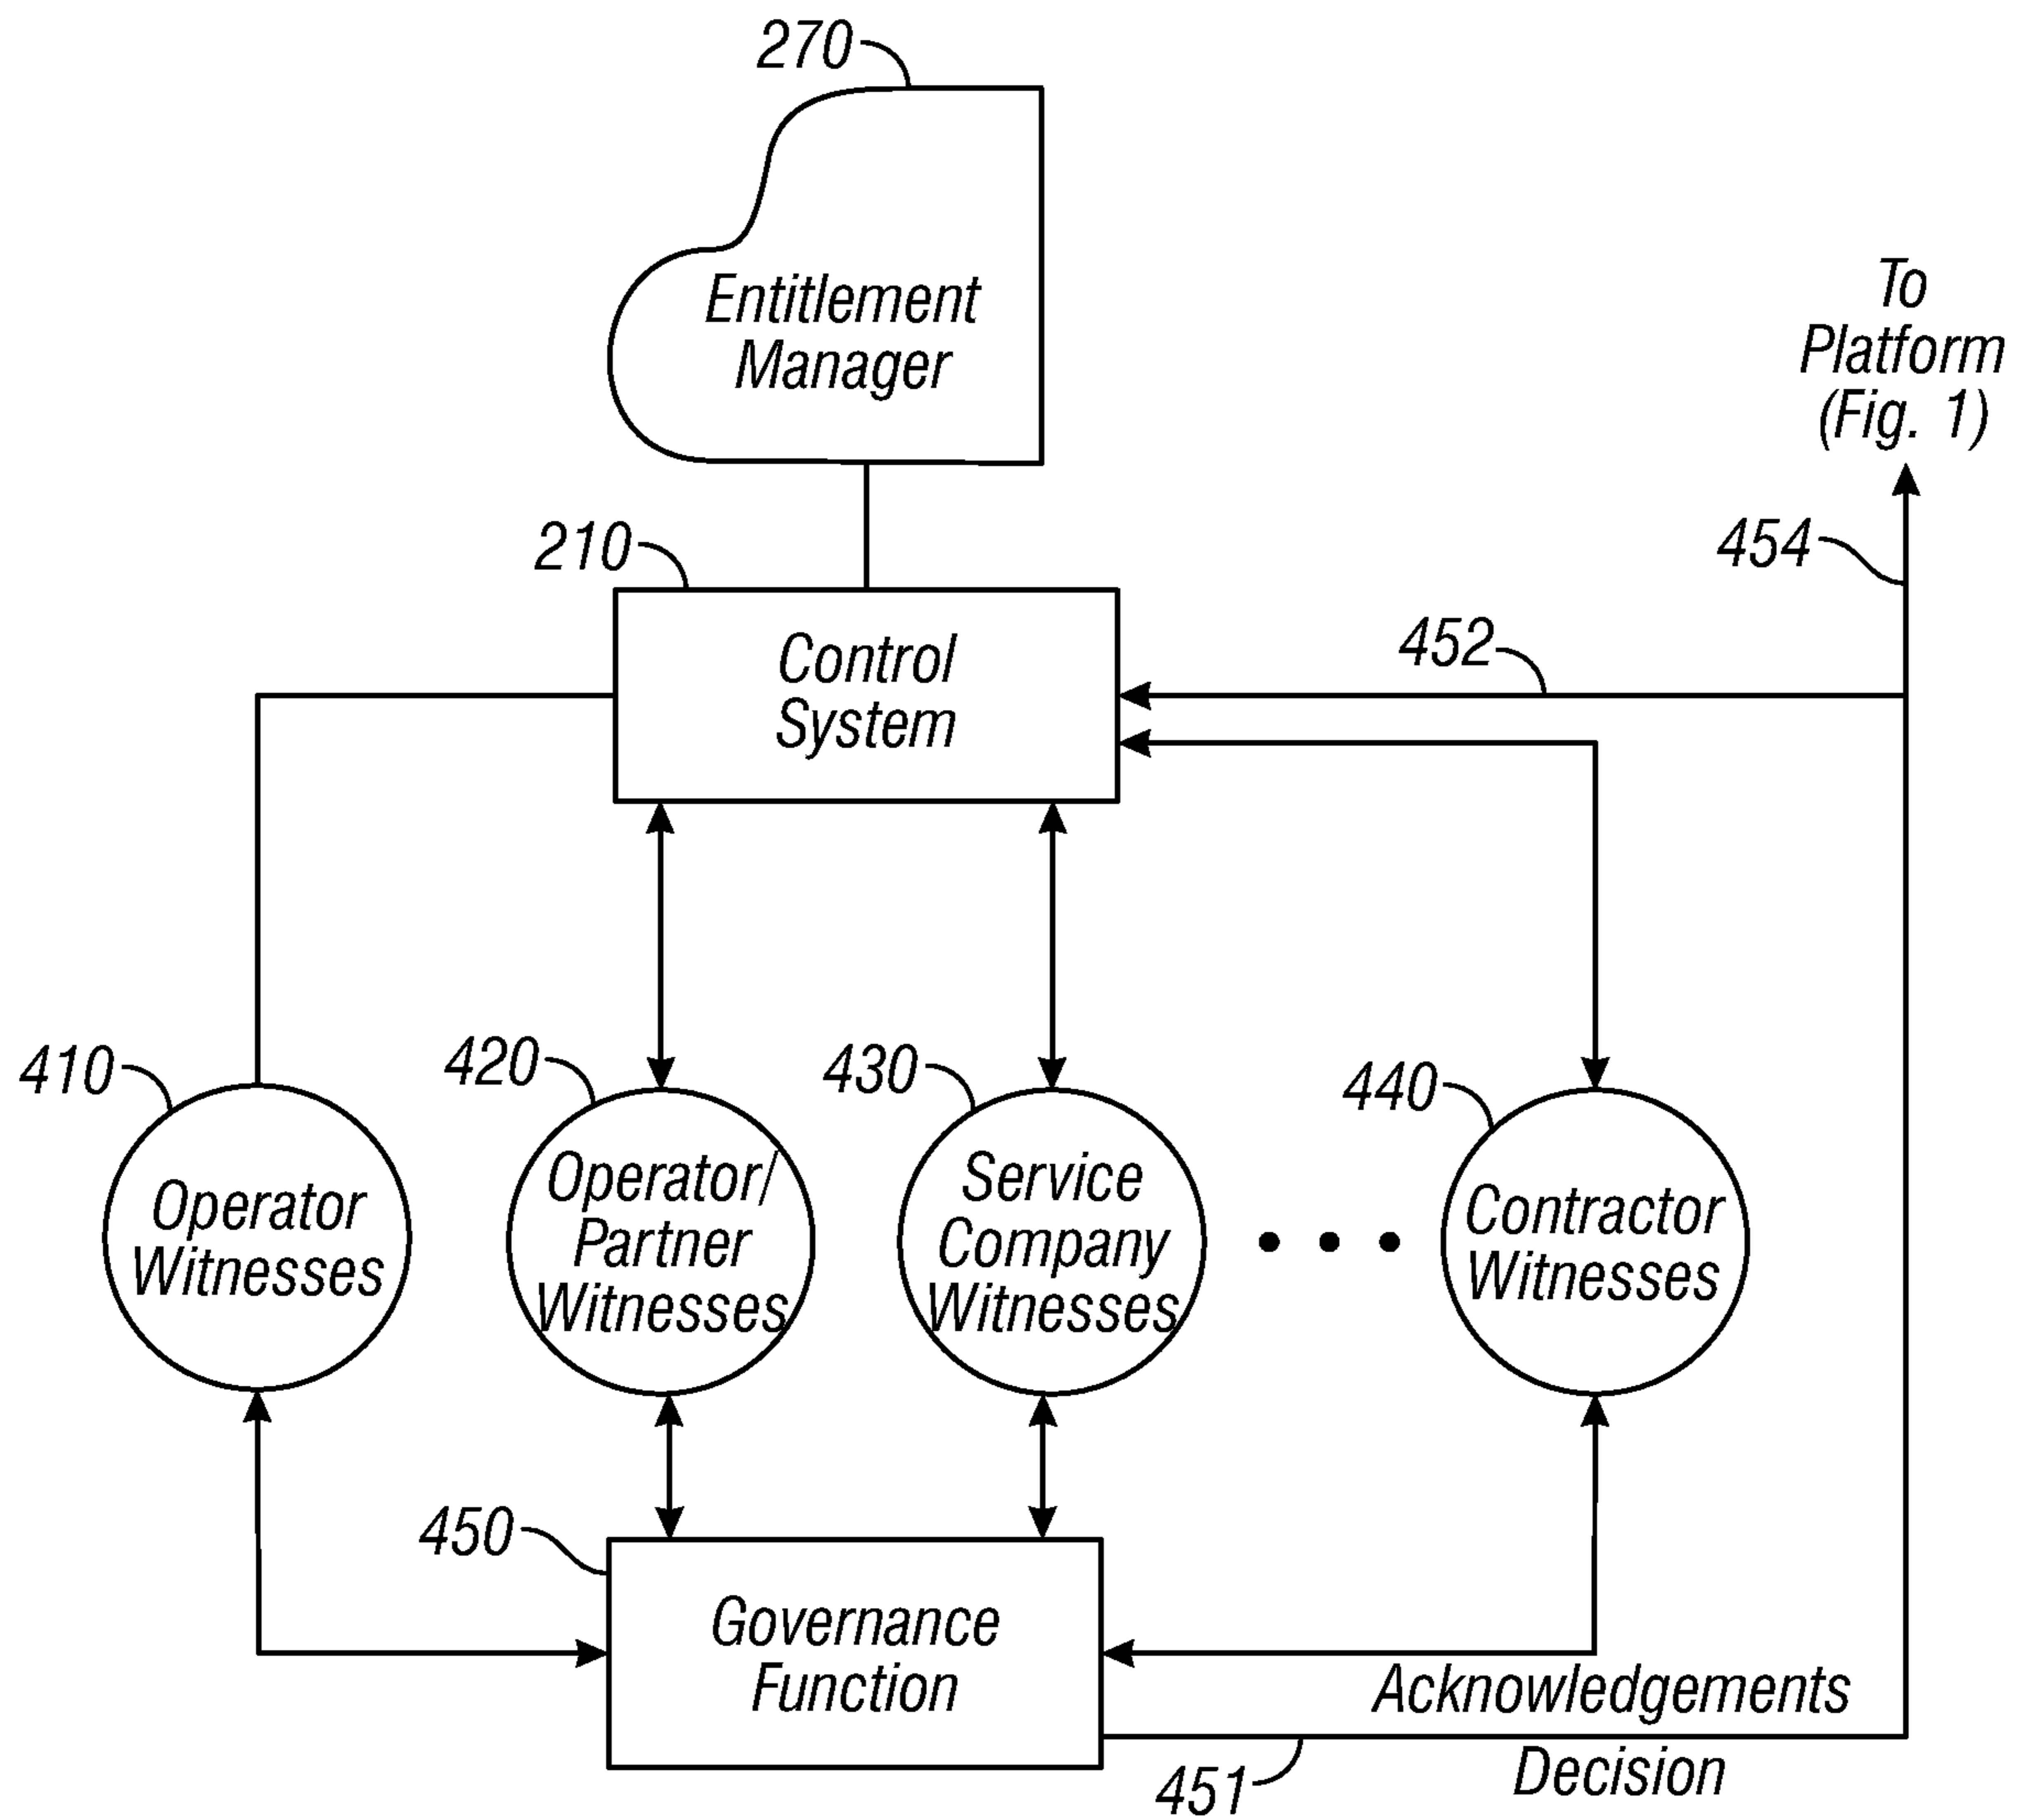 270
Entitlement
Manager
To
Platform
(Fig. 1)
210
454
Control
System
452
410
420
430
440
Operator
Witnesses
Operator/
Partner
Witnesses
Service
Company
Witnesses
Contractor
Witnesses
450
Governance
Function
Acknowledgements
451
Decision